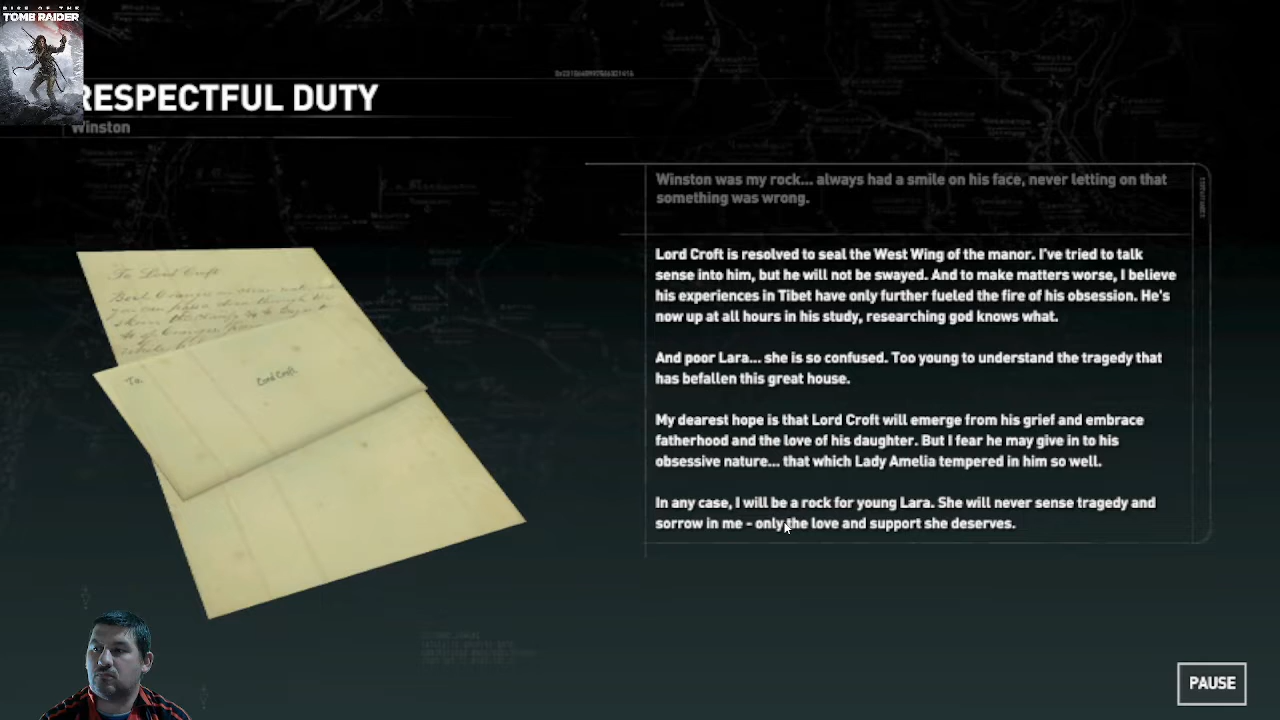 RISE OF THE
TOMB RAIDER
RESPECTFUL DUTY
Winston
Winston was my rock... always had a smile on his face, never letting on that
something was wrong.
Lord Croft is resolved to seal the West Wing of the manor. I've tried to talk
sense into him, but he will not be swayed. And to make matters worse, I believe
his experiences in Tibet have only further fueled the fire of his obsession. He's
now up at all hours in his study, researching god knows what.
And poor Lara... she is so confused. Too young to understand the tragedy that
has befallen this great house.
My dearest hope is that Lord Croft will emerge from his grief and embrace
fatherhood and the love of his daughter. But I fear he may give in to his
obsessive nature... that which Lady Amelia tempered in him so well.
In any case, I will be a rock for young Lara. She will never sense tragedy and
sorrow in me - only the love and support she deserves.
To Lord Croft
To,
Lord Croft
PAUSE